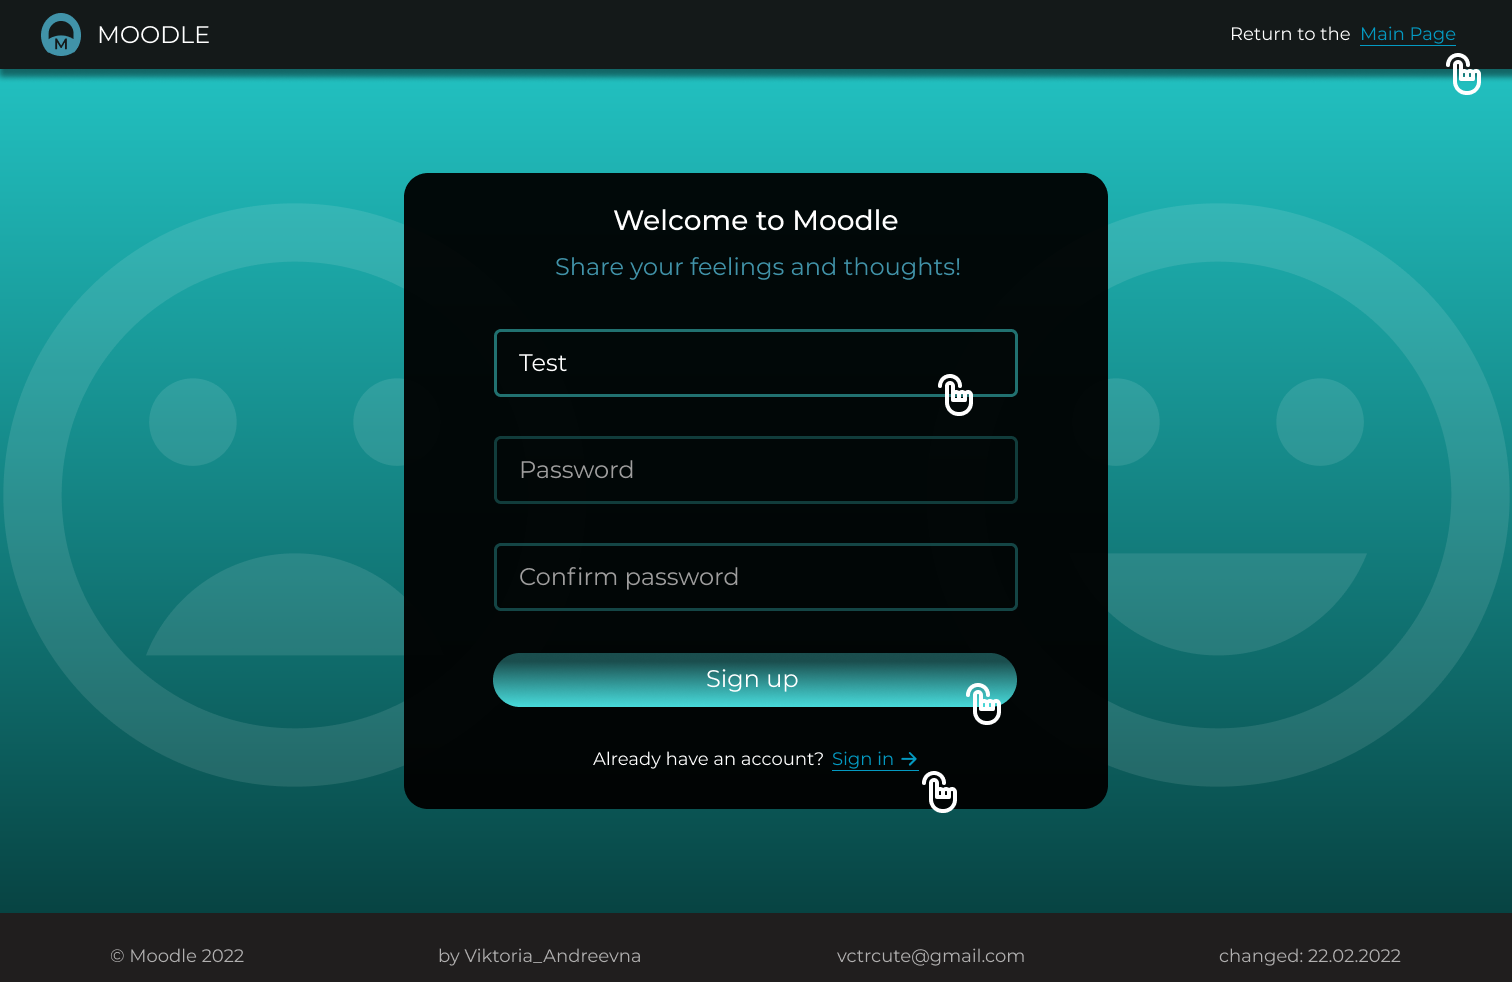 M
MOODLE
Return to the Main Page
Welcome to Moodle
Share your feelings and thoughts!
Test
Password
Confirm password
Sign up
Already have an account? Sign in →
© Moodle 2022
by Viktoria_Andreevna
vctrcute@gmail.com
changed: 22.02.2022